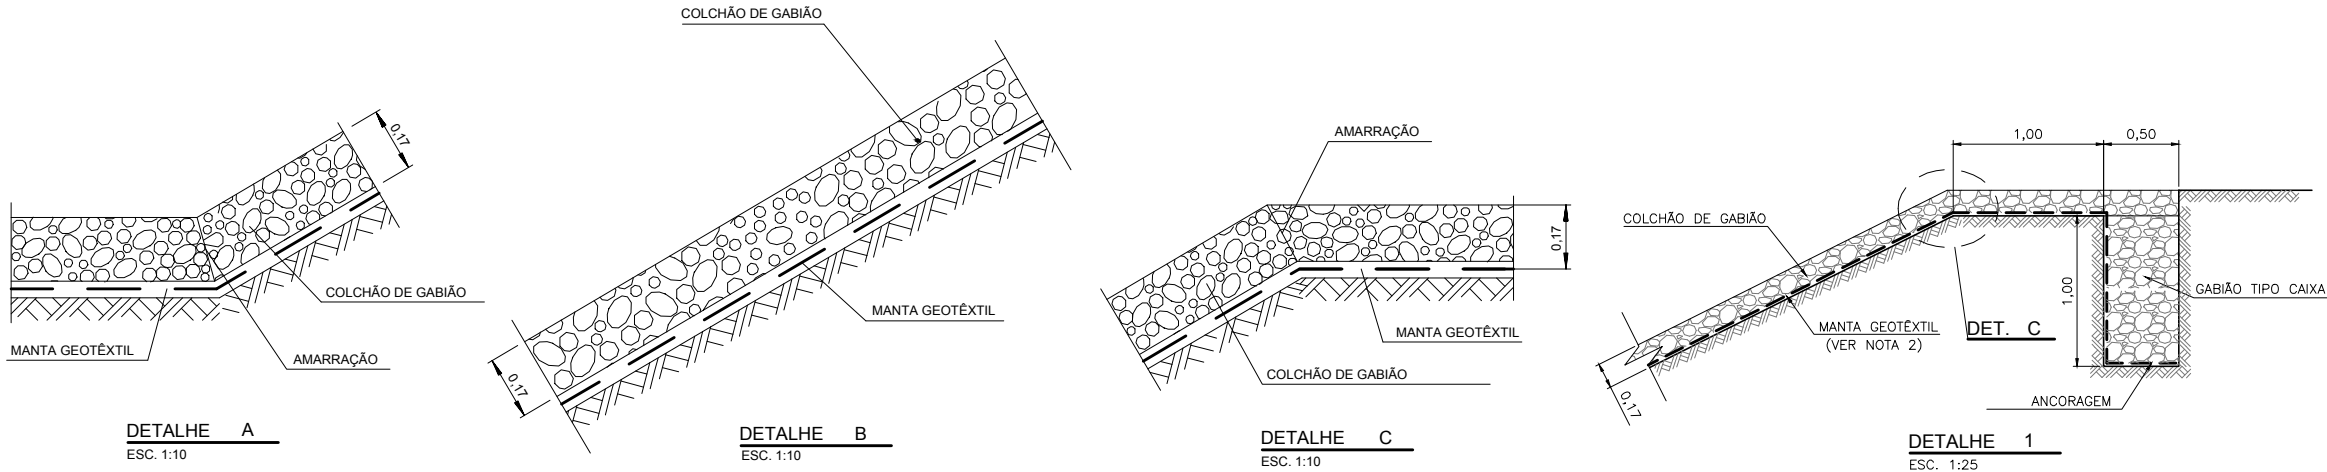 0,17
COLCHÃO DE GABIÃO
MANTA GEOTÊXTIL
AMARRAÇÃO
DETALHE A
ESC. 1:10
COLCHÃO DE GABIÃO
MANTA GEOTÊXTIL
0,17
DETALHE B
ESC. 1:10
AMARRAÇÃO
0,17
MANTA GEOTÊXTIL
COLCHÃO DE GABIÃO
DETALHE C
ESC. 1:10
1,00
0,50
COLCHÃO DE GABIÃO
1,00
GABIÃO TIPO CAIXA
MANTA GEOTÊXTIL
(VER NOTA 2)
DET. C
0,17
ANCORAGEM
DETALHE 1
ESC. 1:25